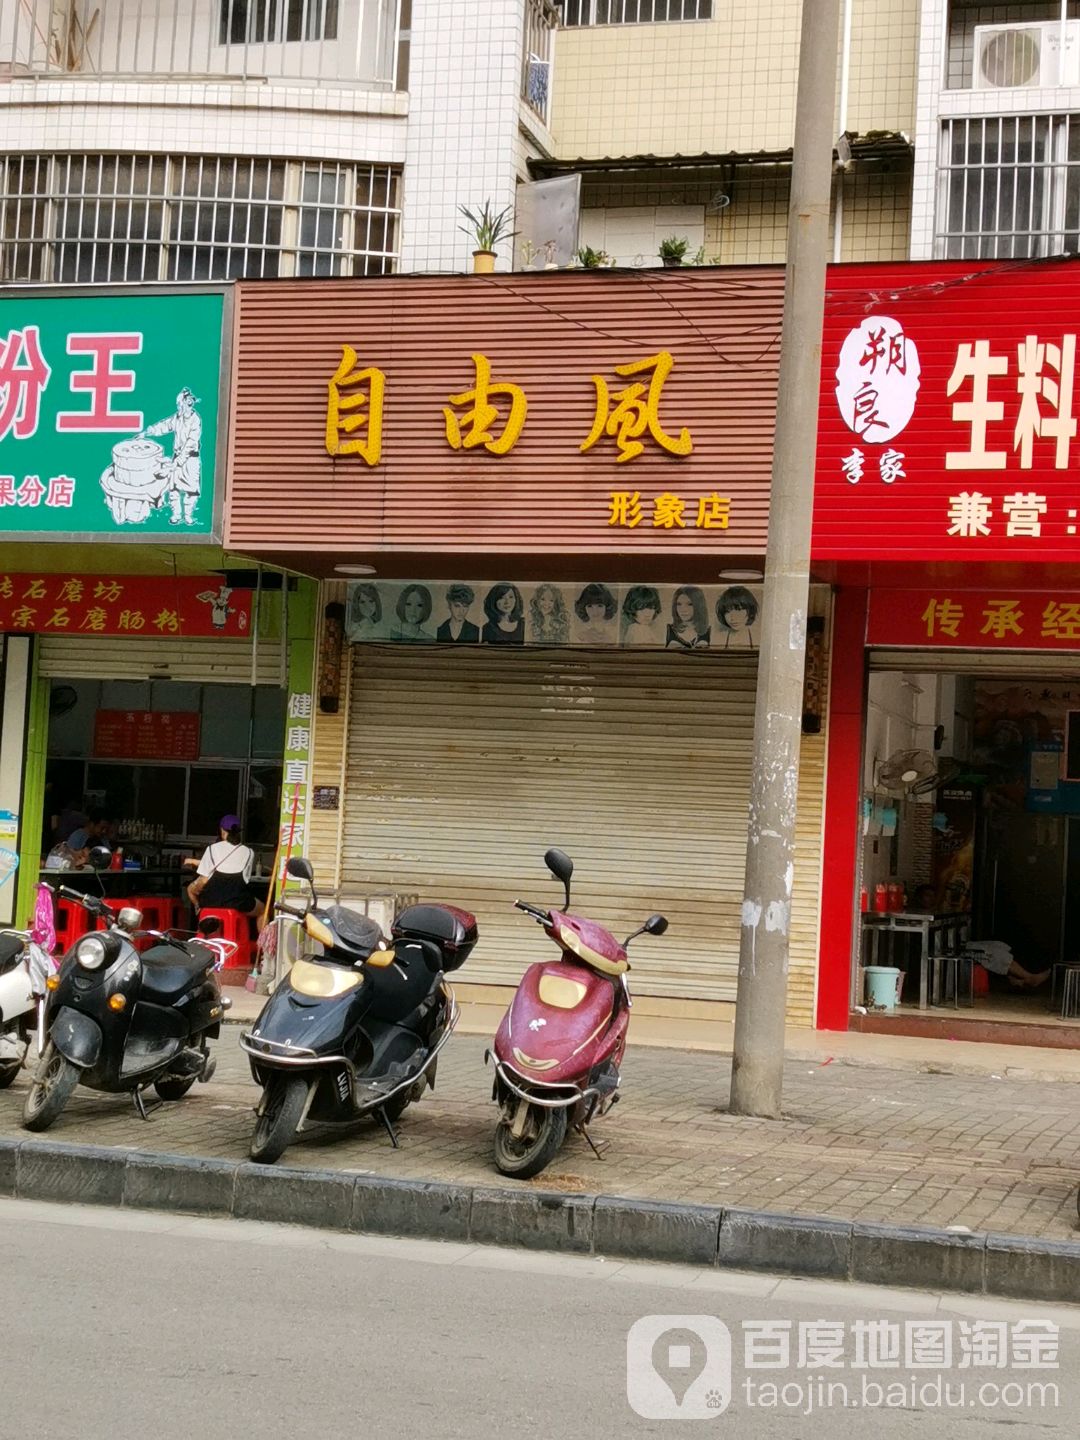 粉王
果分店
石磨坊
宗石磨肠粉
健康直达家
自由風
形象店
朔良
李家
生料
兼营：
传承经
百度地图淘金
taojin.baidu.com